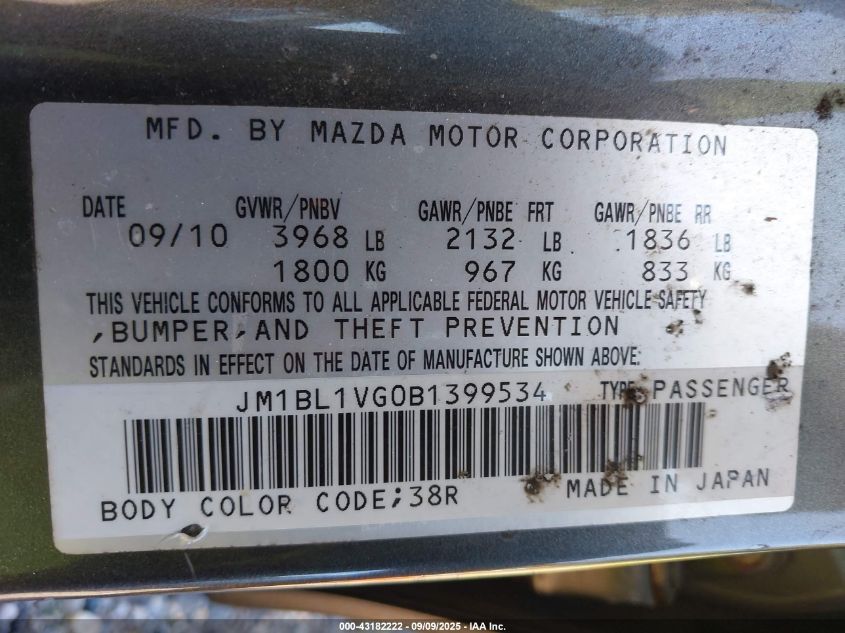 MFD. BY MAZDA MOTOR CORPORATION
DATE GVWR/PNBV GAWR/PNBE FRT GAWR/PNBE RR
09/10 3968 LB 2132 LB 1836 LB
1800 KG 967 KG 833 KG
THIS VEHICLE CONFORMS TO ALL APPLICABLE FEDERAL MOTOR VEHICLE SAFETY
,BUMPER,AND THEFT PREVENTION
STANDARDS IN EFFECT ON THE DATE OF MANUFACTURE SHOWN ABOVE:
JM1BL1VG0B1399534 TYPE: PASSENGER
BODY COLOR CODE;38R MADE IN JAPAN
000-43182222 - 09/09/2025 - IAA Inc.